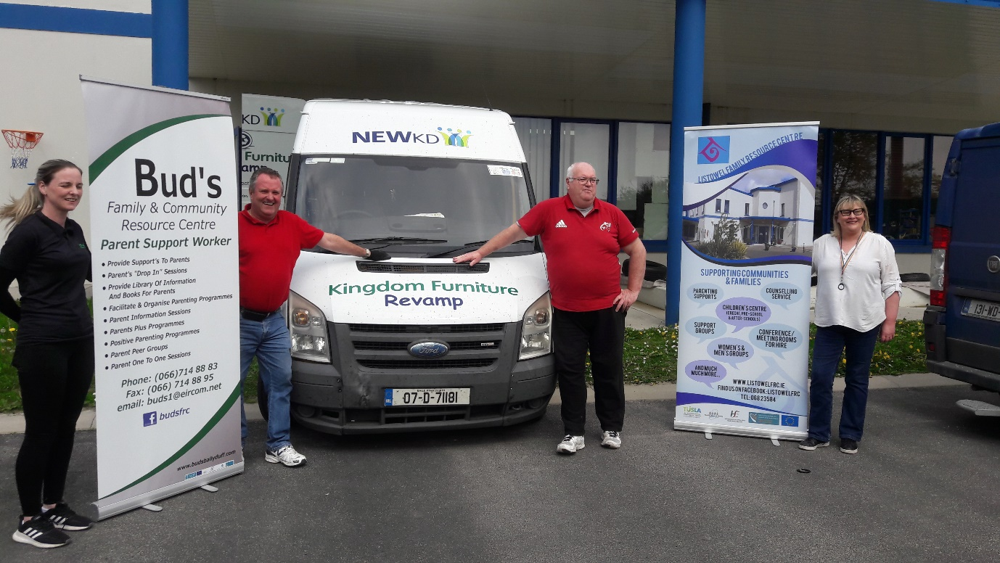 Bud's
Family & Community
Resource Centre
Parent Support Worker
• Provide Support's To Parents
• Parent's "Drop In" Sessions
• Provide Library Of Information
And Books For Parents
• Facilitate & Organise Parenting Programmes
• Parent Information Sessions
• Parents Plus Programmes
• Positive Parenting Programmes
• Parent Peer Groups
• Parent One To One Sessions
Phone: (066)714 88 83
Fax: (066) 714 88 95
email: buds1@eircom.net
f budsfrc
www.budsballyduff.com
KD
Furnitu
amp
NEWKD
Kingdom Furniture
Revamp
Ford
IRL 07-D-71181
LISTOWEL FAMILY RESOURCE CENTRE
SUPPORTING COMMUNITIES
& FAMILIES
PARENTING
SUPPORTS
COUNSELLING
SERVICE
CHILDREN'S CENTRE
(CRECHE, PRE-SCHOOL
& AFTER-SCHOOLS)
SUPPORT
GROUPS
CONFERENCE/
MEETING ROOMS
FOR HIRE
WOMEN'S &
MEN'S GROUPS
AND MUCH
MUCH MORE...
WWW.LISTOWELFRC.IE
FIND US ON FACEBOOK: LISTOWELFRC
TEL: 068 23584
TUSLA
adidas
FIAT
131-WD